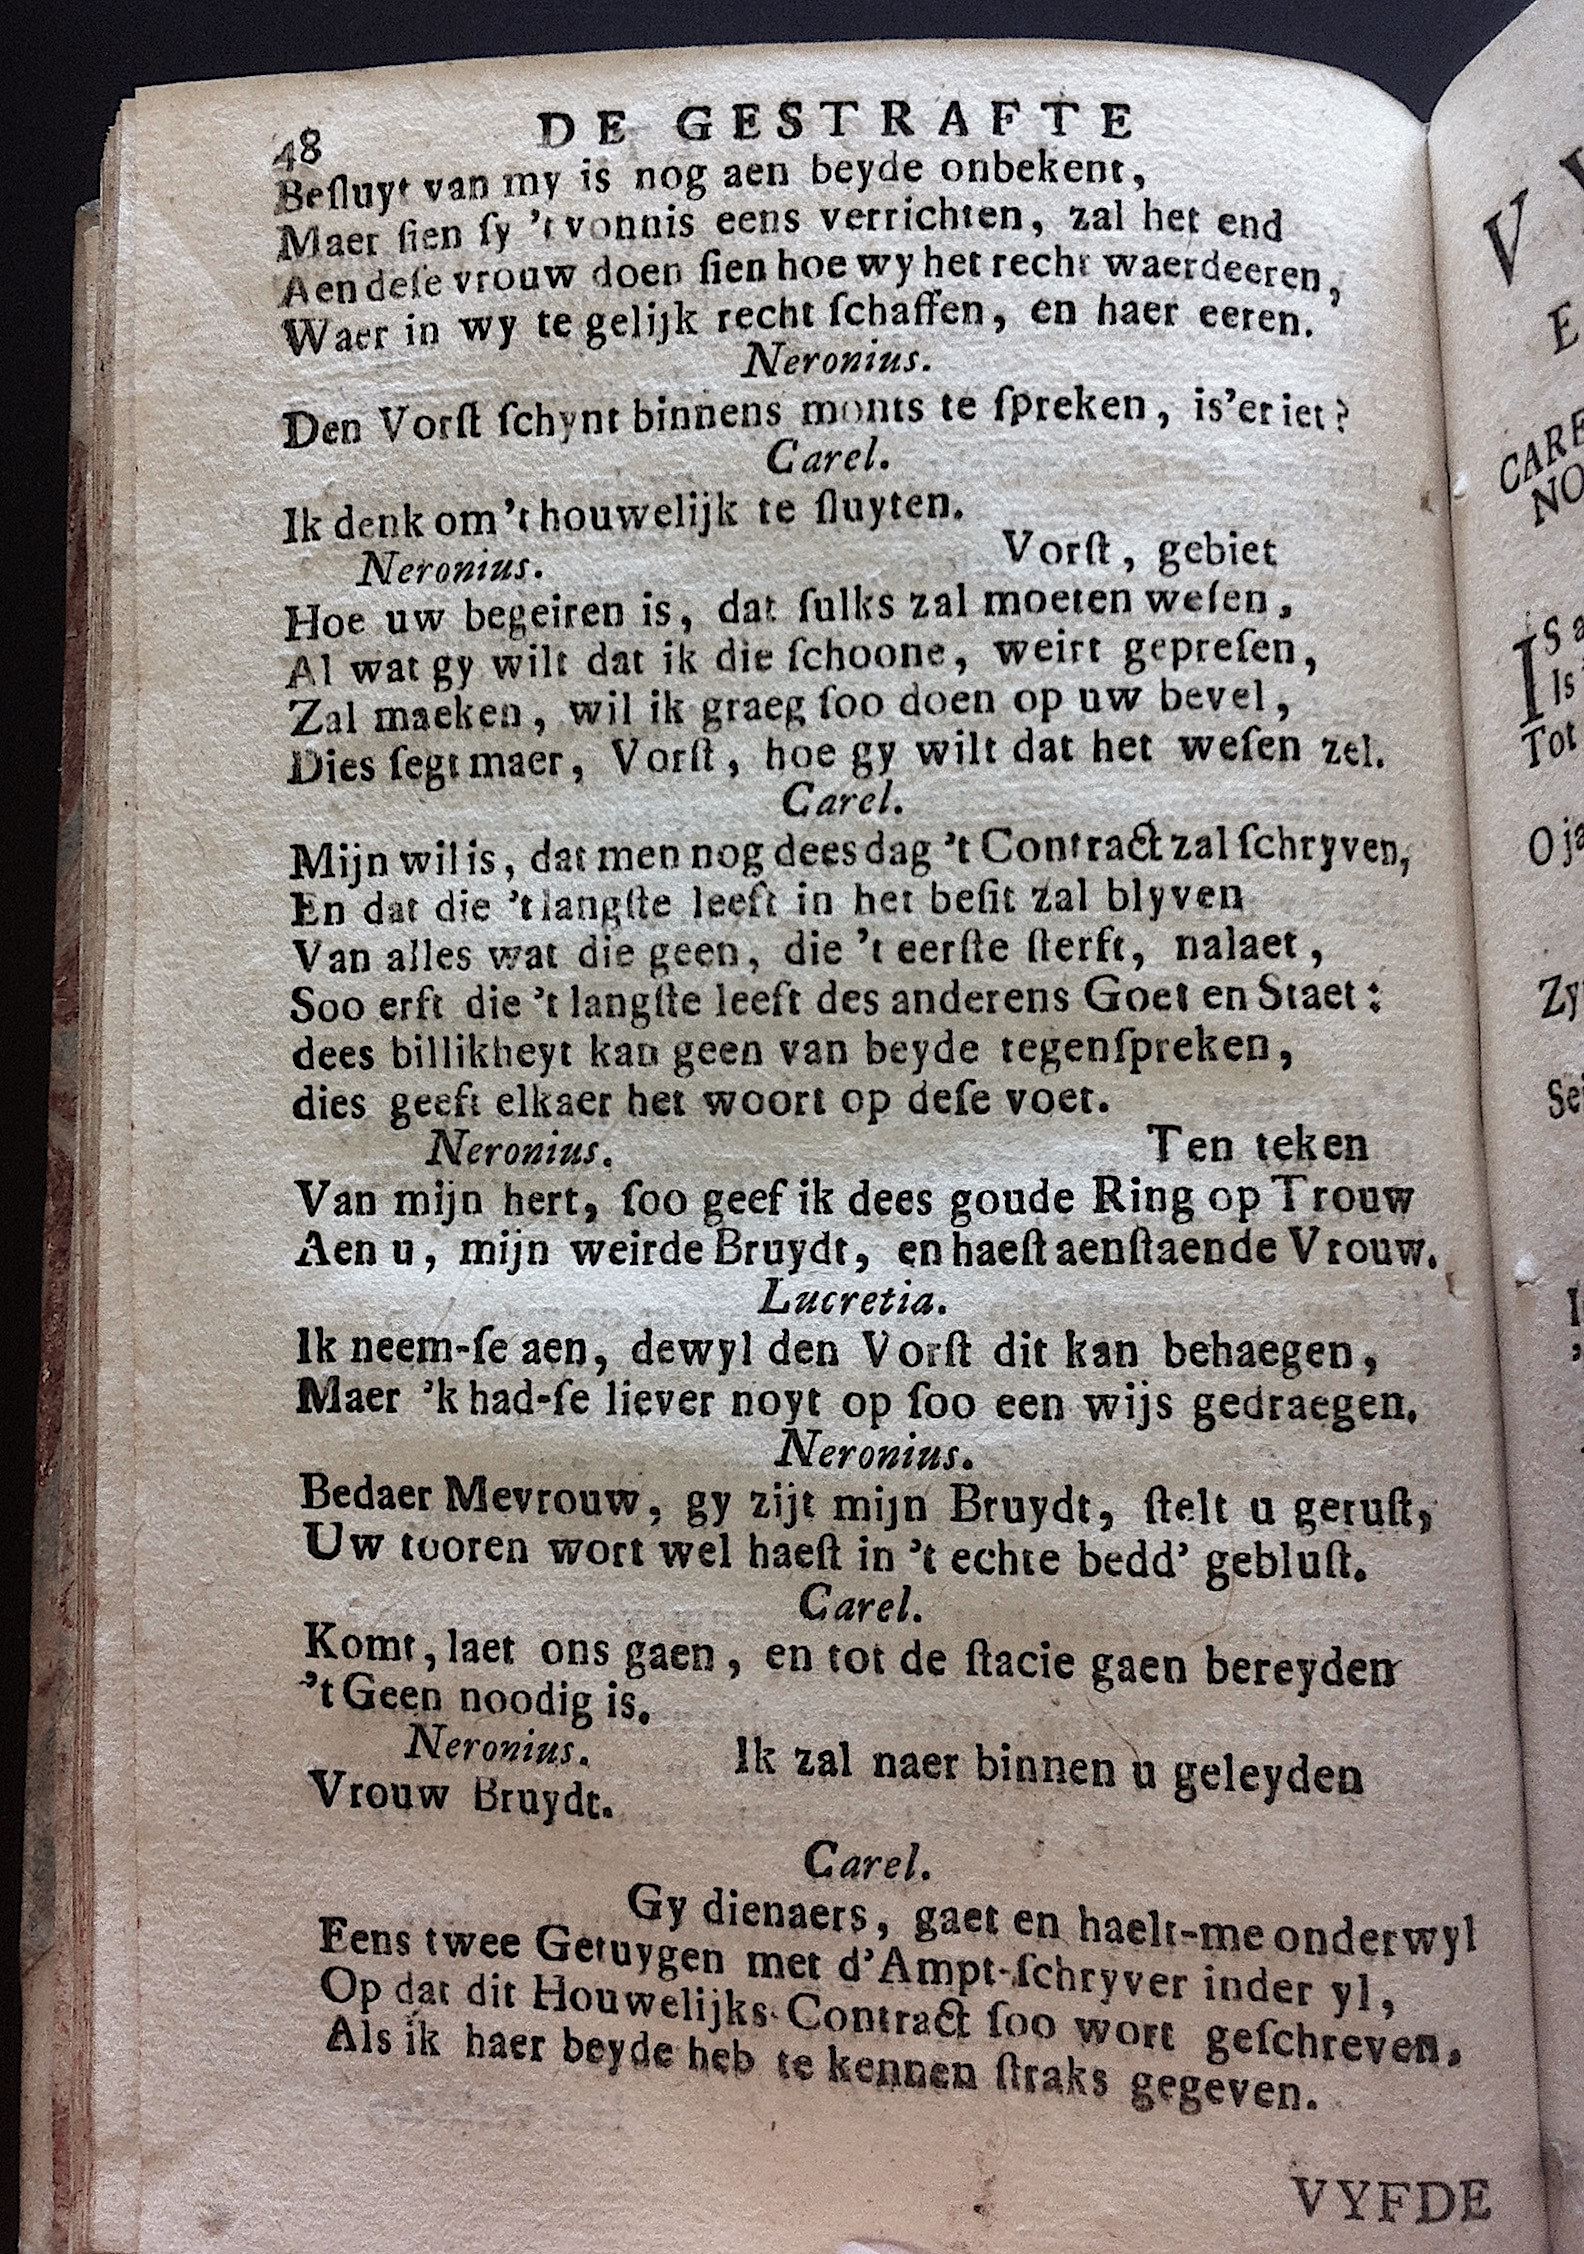 48 DE GESTRAFTE
Beſluyt van my is nog aen beyde onbekent,
Maer ſien ſy 't vonnis eens verrichten, zal het end
Aen deſe vrouw doen ſien hoe wy het recht waerdeeren,
Waer in wy te gelijk recht ſchaffen, en haer eeren.
Neronius.
Den Vorſt ſchynt binnens monts te ſpreken, is'er iet?
Carel.
Ik denk om 't houwelijk te ſluyten.
Neronius. Vorſt, gebiet
Hoe uw begeiren is, dat ſulks zal moeten weſen,
Al wat gy wilt dat ik die ſchoone, weirt gepreſen,
Zal maeken, wil ik graeg ſoo doen op uw bevel,
Dies ſegt maer, Vorſt, hoe gy wilt dat het weſen zel.
Carel.
Mijn wil is, dat men nog dees dag 't Contract zal ſchryven,
En dat die 't langſte leeft in het beſit zal blyven
Van alles wat die geen, die 't eerſte ſterft, nalaet,
Soo erft die 't langſte leeft des anderens Goet en Staet:
dees billikheyt kan geen van beyde tegenſpreken,
dies geeft elkaer het woort op deſe voet.
Neronius. Ten teken
Van mijn hert, ſoo geef ik dees goude Ring op Trouw
Aen u, mijn weirde Bruydt, en haeſt aenſtaende Vrouw.
Lucretia.
Ik neem-ſe aen, dewyl den Vorſt dit kan behaegen,
Maer 'k had-ſe liever noyt op ſoo een wijs gedraegen.
Neronius.
Bedaer Mevrouw, gy zijt mijn Bruydt, ſtelt u geruſt,
Uw tooren wort wel haeſt in 't echte bedd' gebluſt.
Carel.
Komt, laet ons gaen, en tot de ſtacie gaen bereyden
't Geen noodig is.
Neronius. Ik zal naer binnen u geleyden
Vrouw Bruydt.
Carel.
Gy dienaers, gaet en haelt-me onderwyl
Eens twee Getuygen met d'Ampt-ſchryver inder yl,
Op dat dit Houwelijks-Contract ſoo wort geſchreven,
Als ik haer beyde heb te kennen ſtraks gegeven.
VYFDE
V
E
CARE
NO
IS
Is
Tot
O ja
Zy